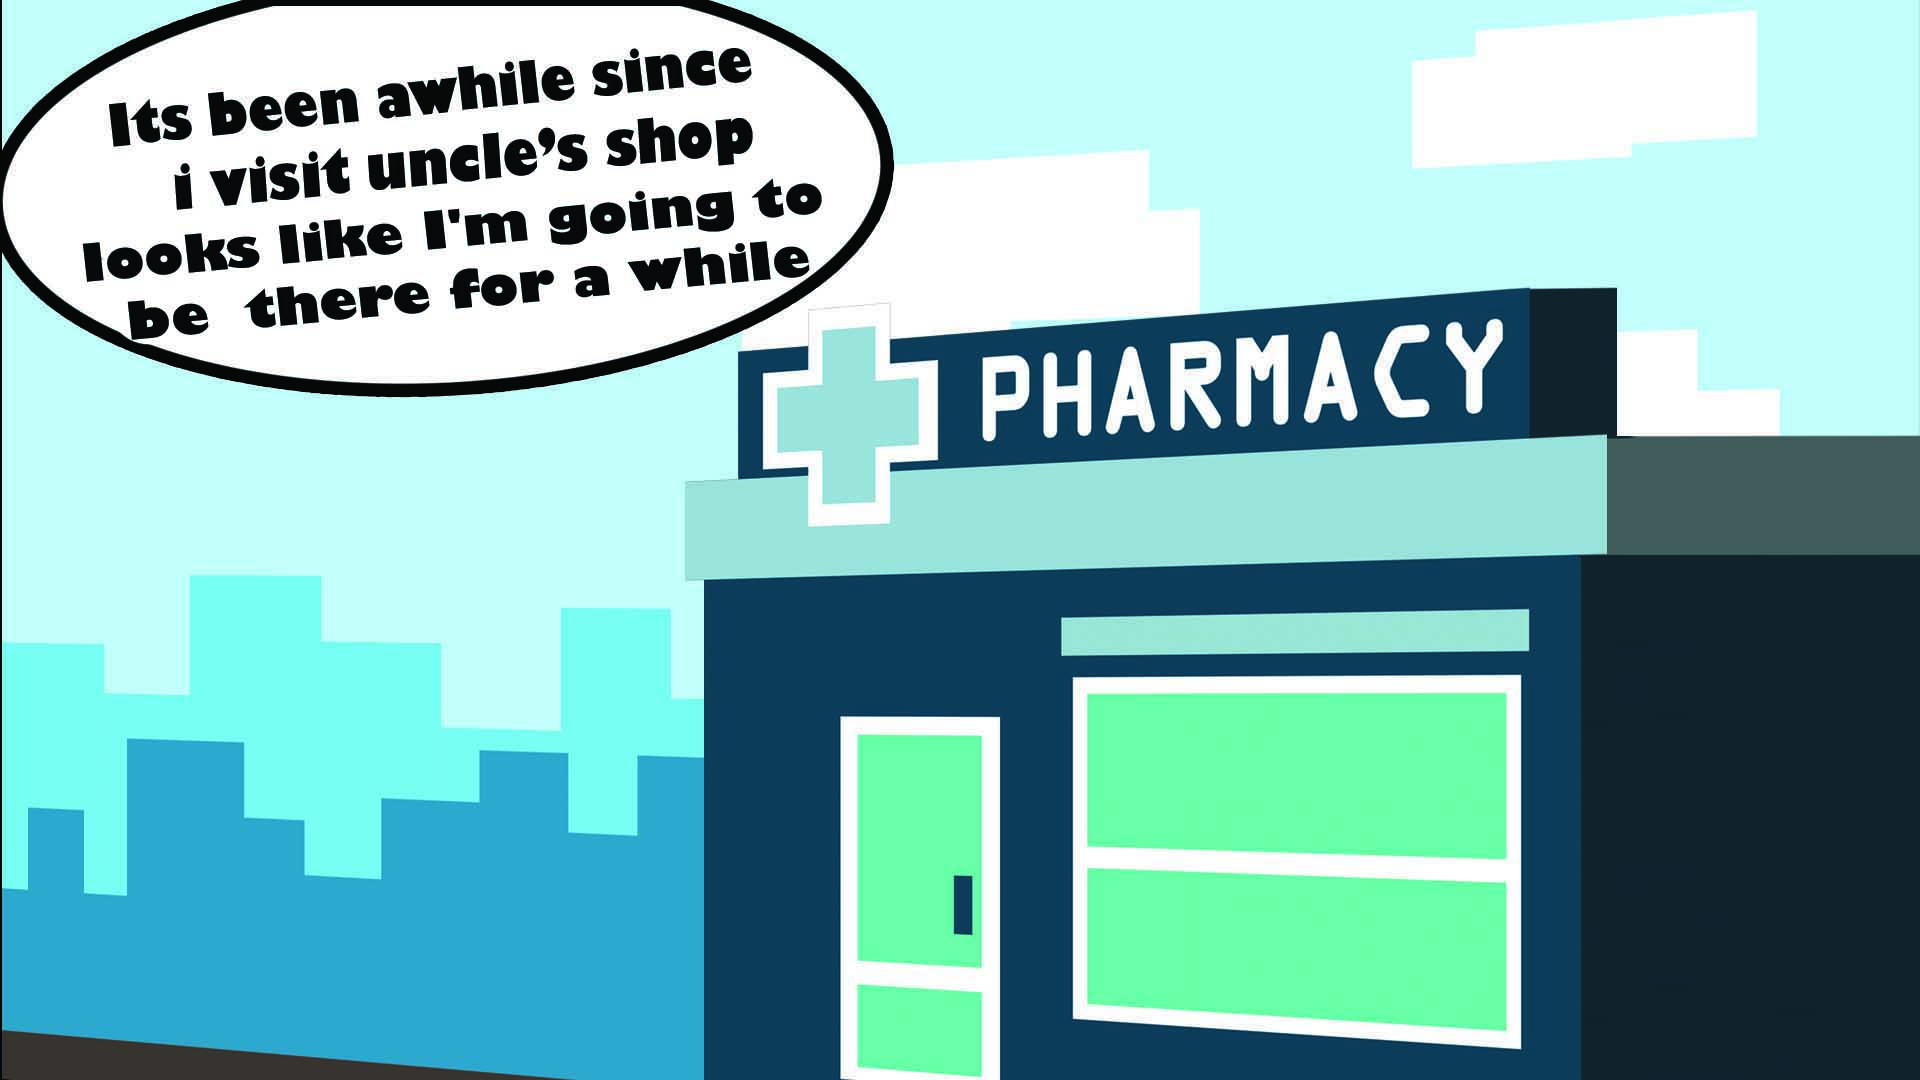 Its been awhile since
i visit uncle’s shop
looks like I'm going to
be there for a while
PHARMACY